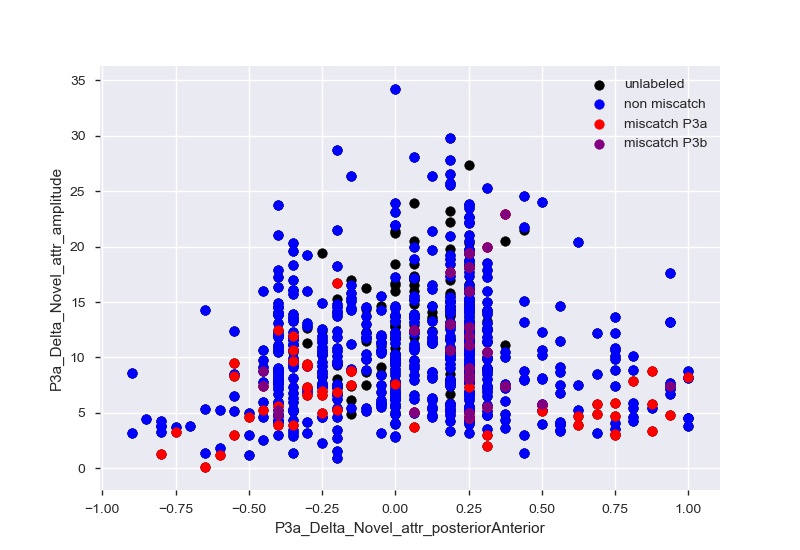 35
30
25
20
15
10
5
0
P3a_Delta_Novel_attr_amplitude
unlabeled
non miscatch
miscatch P3a
miscatch P3b
−1.00 −0.75 −0.50 −0.25 0.00 0.25 0.50 0.75 1.00
P3a_Delta_Novel_attr_posteriorAnterior